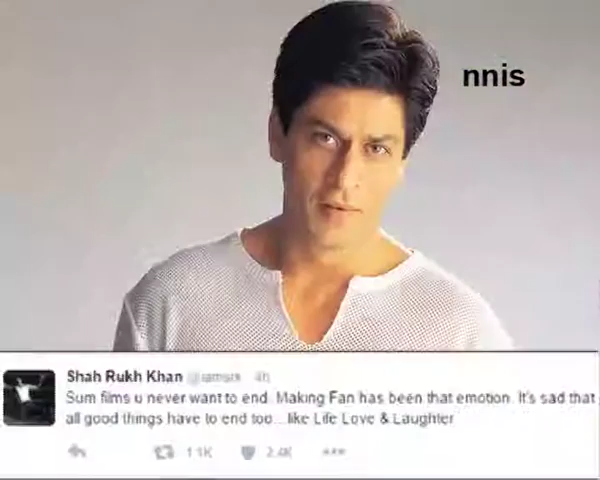 nnis
Shah Rukh Khan @iamsrk 4h
Sum films u never want to end. Making Fan has been that emotion. It's sad that
all good things have to end too...like Life Love & Laughter
1.1K 2.4K